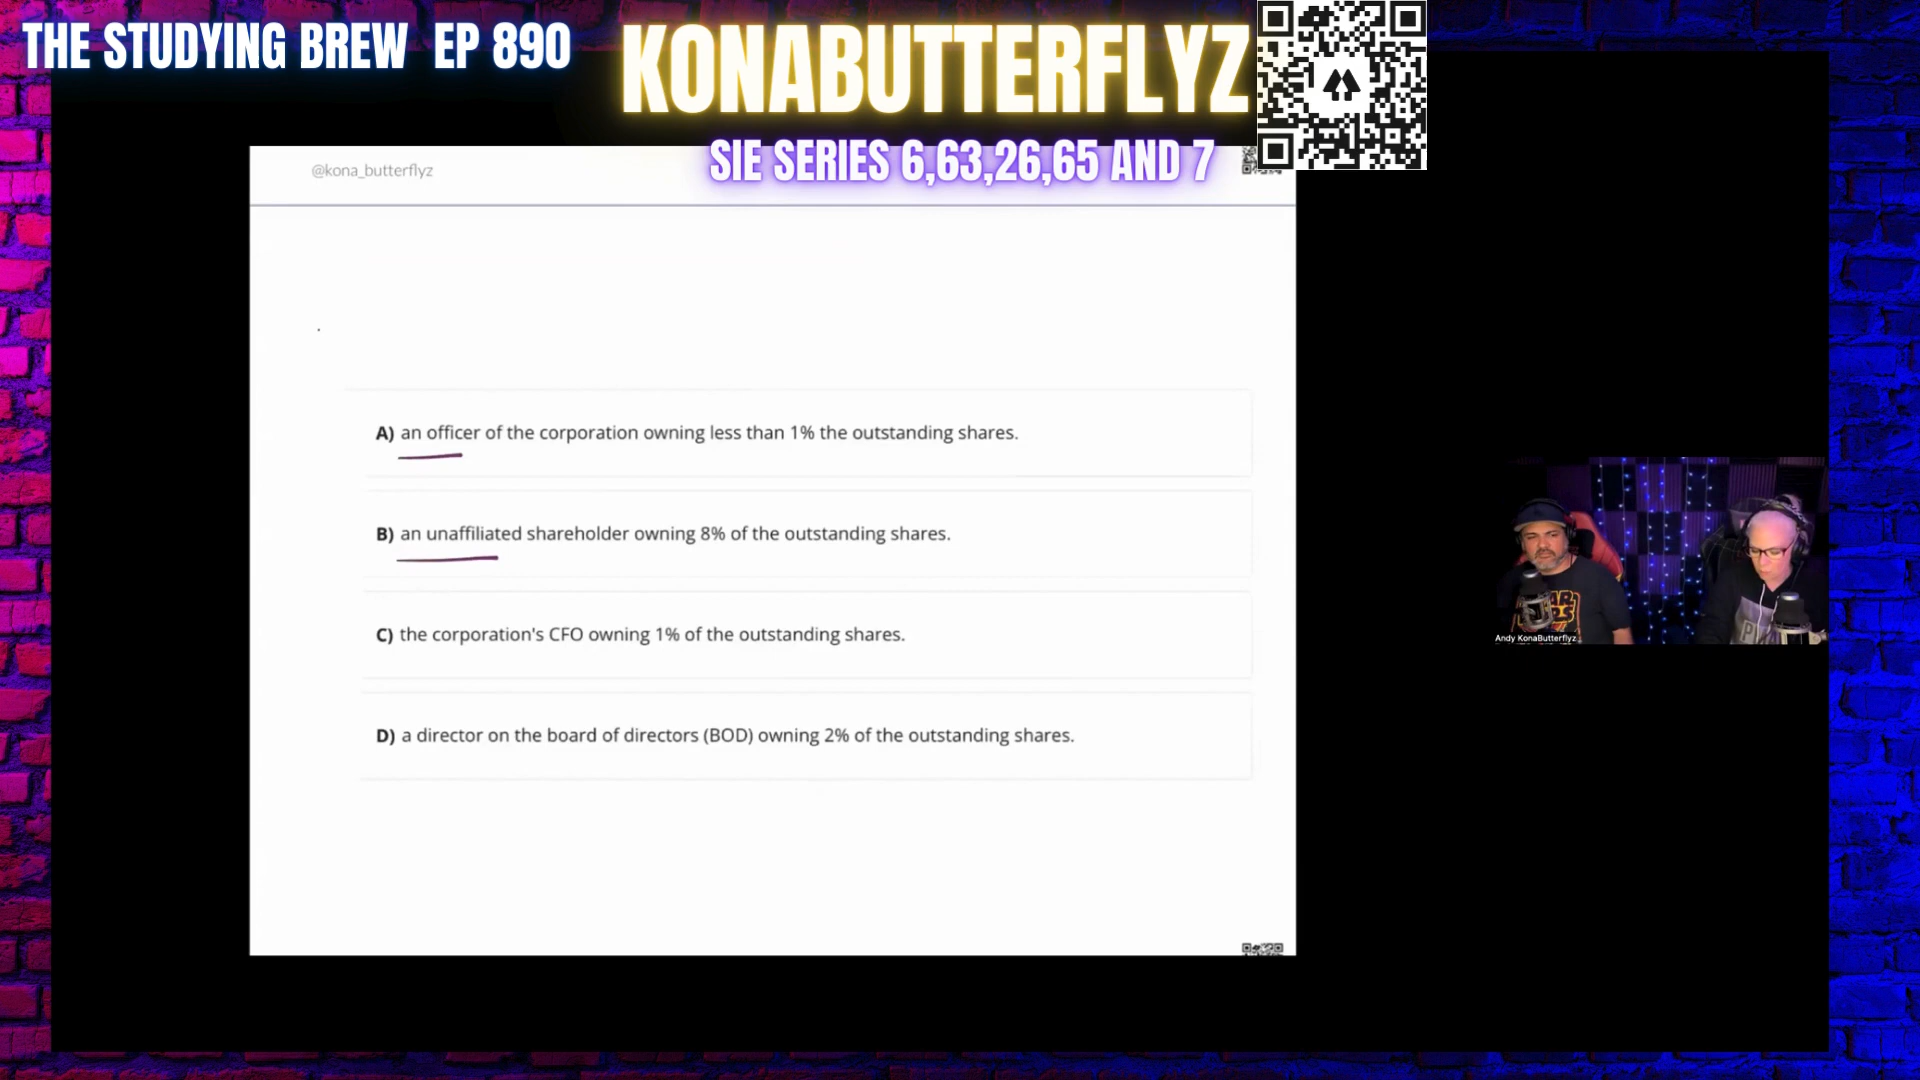 THE STUDYING BREW EP 890
KONABUTTERFLYZ
SIE SERIES 6,63,26,65 AND 7
@kona_butterflyz
A) an officer of the corporation owning less than 1% the outstanding shares.
B) an unaffiliated shareholder owning 8% of the outstanding shares.
C) the corporation's CFO owning 1% of the outstanding shares.
D) a director on the board of directors (BOD) owning 2% of the outstanding shares.
Andy KonaButterflyz